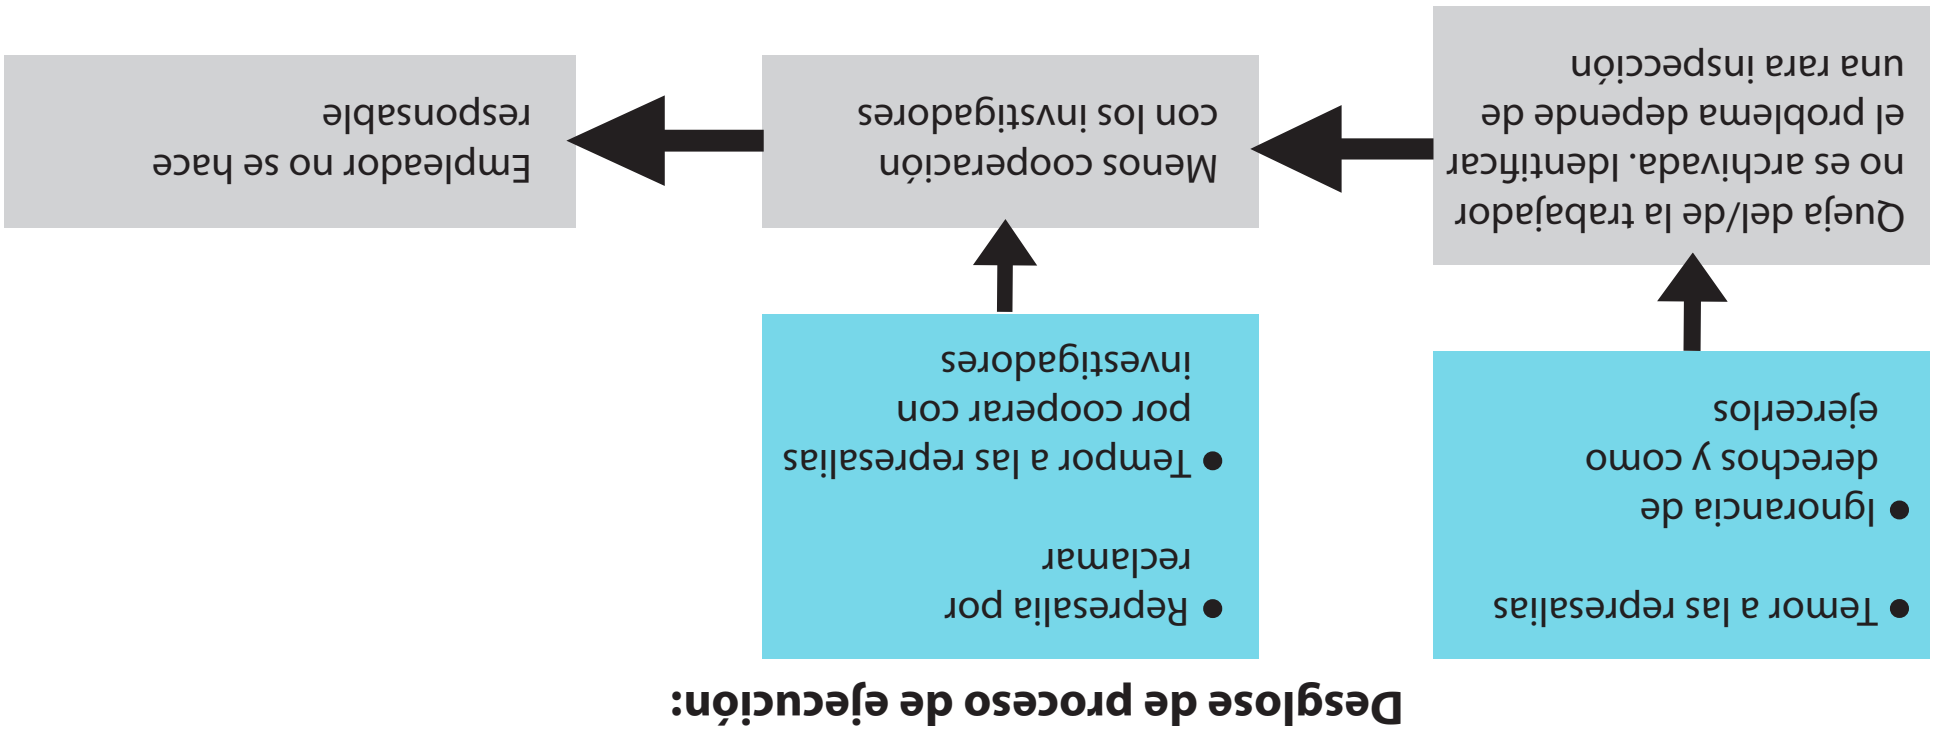 Desglose de proceso de ejecución:
• Temor a las represalias
• Ignorancia de
derechos y como
ejercerlos
• Represalia por
reclamar
• Tempor a las represalias
por cooperar con
investigadores
Queja del/de la trabajador
no es archivada. Identificar
el problema depende de
una rara inspección
Menos cooperación
con los invstigadores
Empleador no se hace
responsable